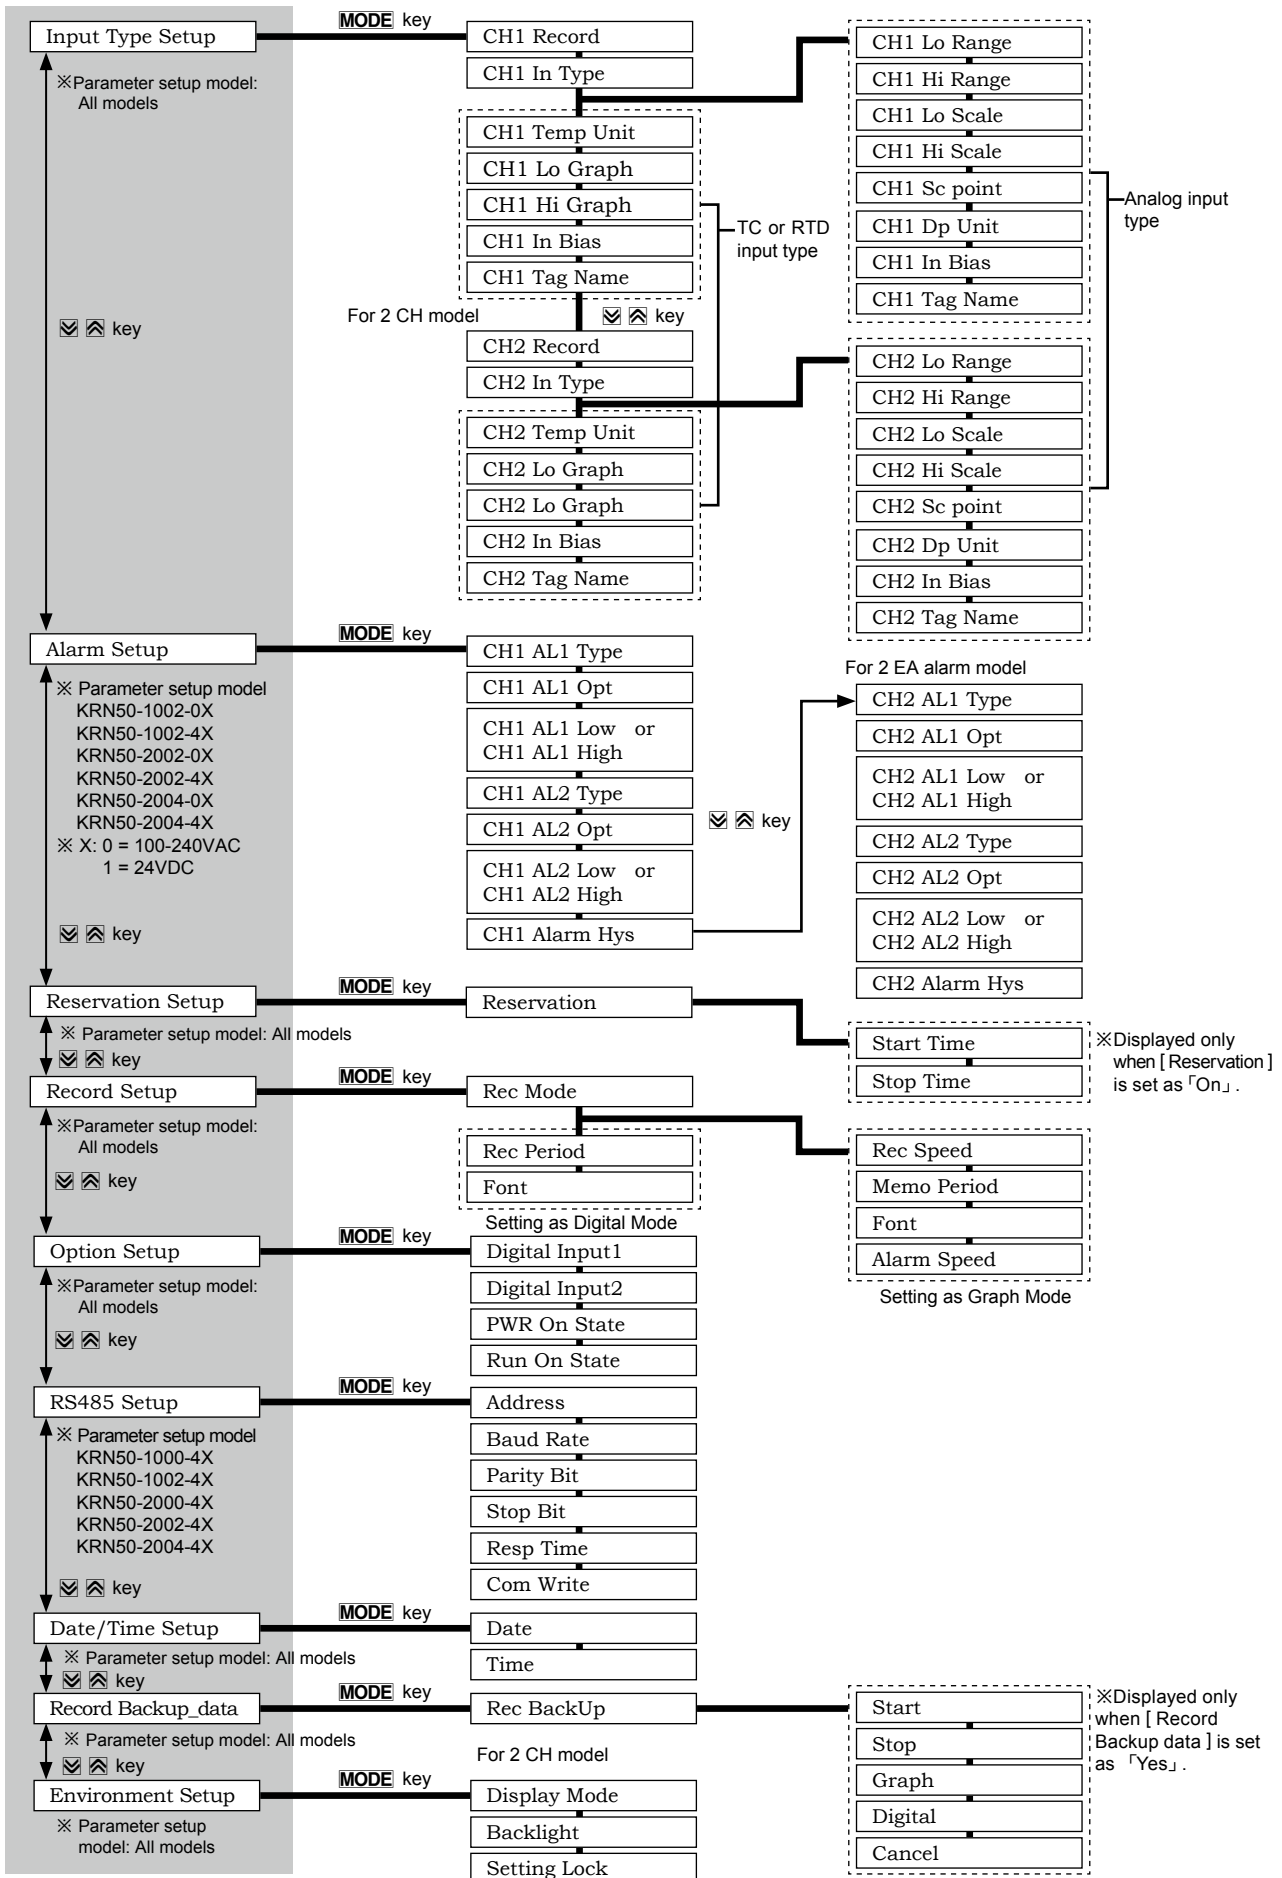 Input Type Setup
MODE key
※Parameter setup model:
All models
key
CH1 Record
CH1 In Type
CH1 Temp Unit
CH1 Lo Graph
CH1 Hi Graph
CH1 In Bias
CH1 Tag Name
TC or RTD
input type
For 2 CH model
key
CH2 Record
CH2 In Type
CH2 Temp Unit
CH2 Lo Graph
CH2 Lo Graph
CH2 In Bias
CH2 Tag Name
CH1 Lo Range
CH1 Hi Range
CH1 Lo Scale
CH1 Hi Scale
CH1 Sc point
CH1 Dp Unit
CH1 In Bias
CH1 Tag Name
Analog input
type
CH2 Lo Range
CH2 Hi Range
CH2 Lo Scale
CH2 Hi Scale
CH2 Sc point
CH2 Dp Unit
CH2 In Bias
CH2 Tag Name
Alarm Setup
MODE key
※ Parameter setup model
KRN50-1002-0X
KRN50-1002-4X
KRN50-2002-0X
KRN50-2002-4X
KRN50-2004-0X
KRN50-2004-4X
※ X: 0 = 100-240VAC
1 = 24VDC
key
CH1 AL1 Type
CH1 AL1 Opt
CH1 AL1 Low or
CH1 AL1 High
CH1 AL2 Type
CH1 AL2 Opt
CH1 AL2 Low or
CH1 AL2 High
CH1 Alarm Hys
key
For 2 EA alarm model
CH2 AL1 Type
CH2 AL1 Opt
CH2 AL1 Low or
CH2 AL1 High
CH2 AL2 Type
CH2 AL2 Opt
CH2 AL2 Low or
CH2 AL2 High
CH2 Alarm Hys
Reservation Setup
MODE key
※ Parameter setup model: All models
key
Reservation
Start Time
Stop Time
※Displayed only
when [ Reservation ]
is set as「On」.
Record Setup
MODE key
※Parameter setup model:
All models
key
Rec Mode
Rec Period
Font
Setting as Digital Mode
Rec Speed
Memo Period
Font
Alarm Speed
Setting as Graph Mode
Option Setup
MODE key
※Parameter setup model:
All models
key
Digital Input1
Digital Input2
PWR On State
Run On State
RS485 Setup
MODE key
※ Parameter setup model
KRN50-1000-4X
KRN50-1002-4X
KRN50-2000-4X
KRN50-2002-4X
KRN50-2004-4X
key
Address
Baud Rate
Parity Bit
Stop Bit
Resp Time
Com Write
Date/Time Setup
MODE key
※ Parameter setup model: All models
key
Date
Time
Record Backup_data
MODE key
※ Parameter setup model: All models
key
Rec BackUp
Start
Stop
Graph
Digital
Cancel
※Displayed only
when [ Record
Backup data ] is set
as 「Yes」.
For 2 CH model
Environment Setup
MODE key
※ Parameter setup
model: All models
Display Mode
Backlight
Setting Lock